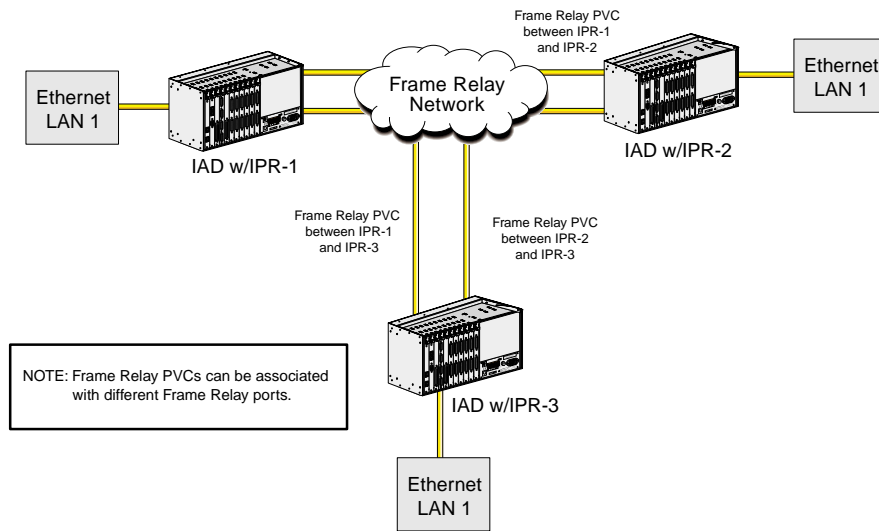 Frame Relay PVC
between IPR-1
and IPR-2
Ethernet
LAN 1
Frame Relay
Network
Ethernet
LAN 1
IAD w/IPR-1
IAD w/IPR-2
Frame Relay PVC
between IPR-1
and IPR-3
Frame Relay PVC
between IPR-2
and IPR-3
NOTE: Frame Relay PVCs can be associated
with different Frame Relay ports.
IAD w/IPR-3
Ethernet
LAN 1